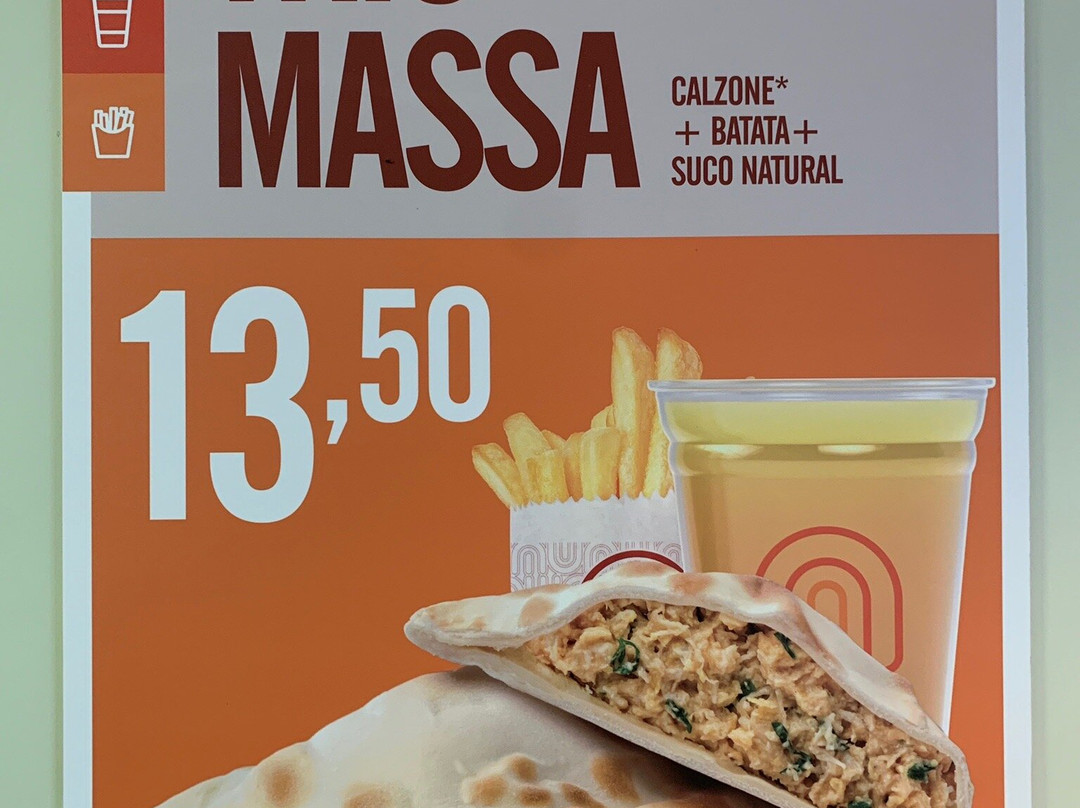 MASSA
CALZONE*
+ BATATA +
SUCO NATURAL
13,50